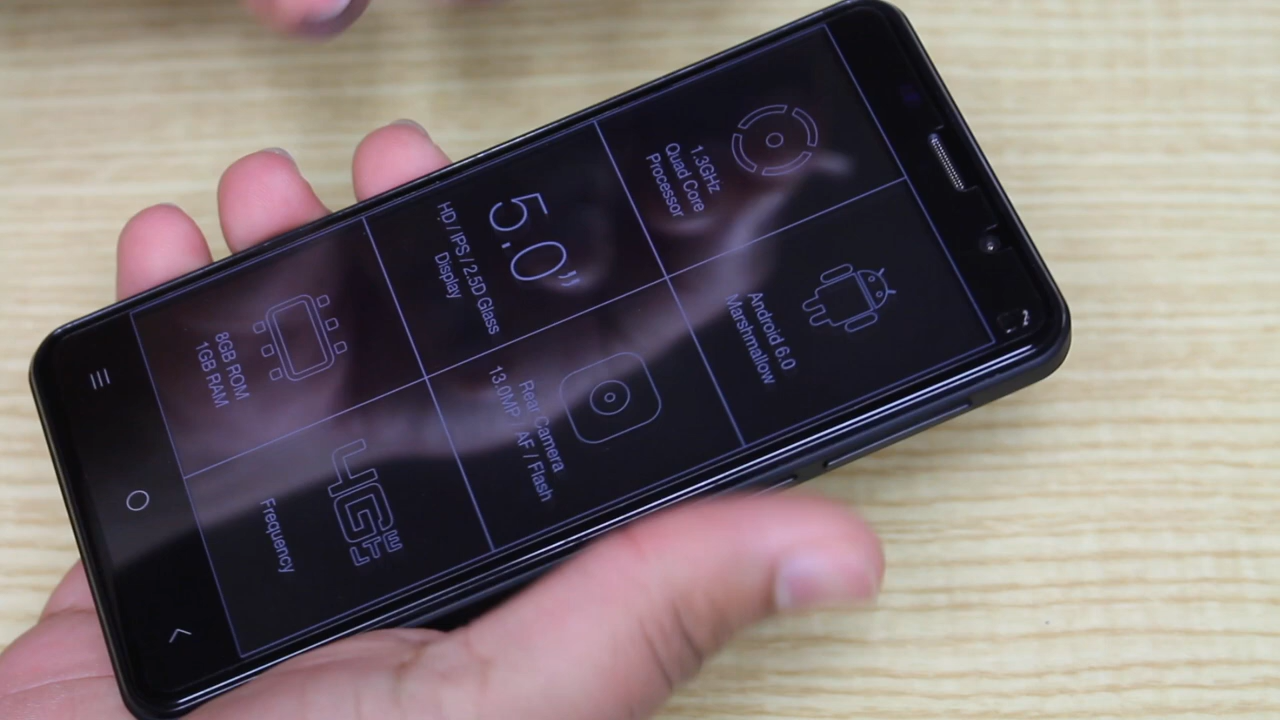 1.3GHz
Quad Core
Processor
Android 6.0
Marshmallow
5.0”
HD / IPS / 2.5D Glass
Display
Rear Camera
13.0MP / AF / Flash
8GB ROM
1GB RAM
4G LTE
Frequency